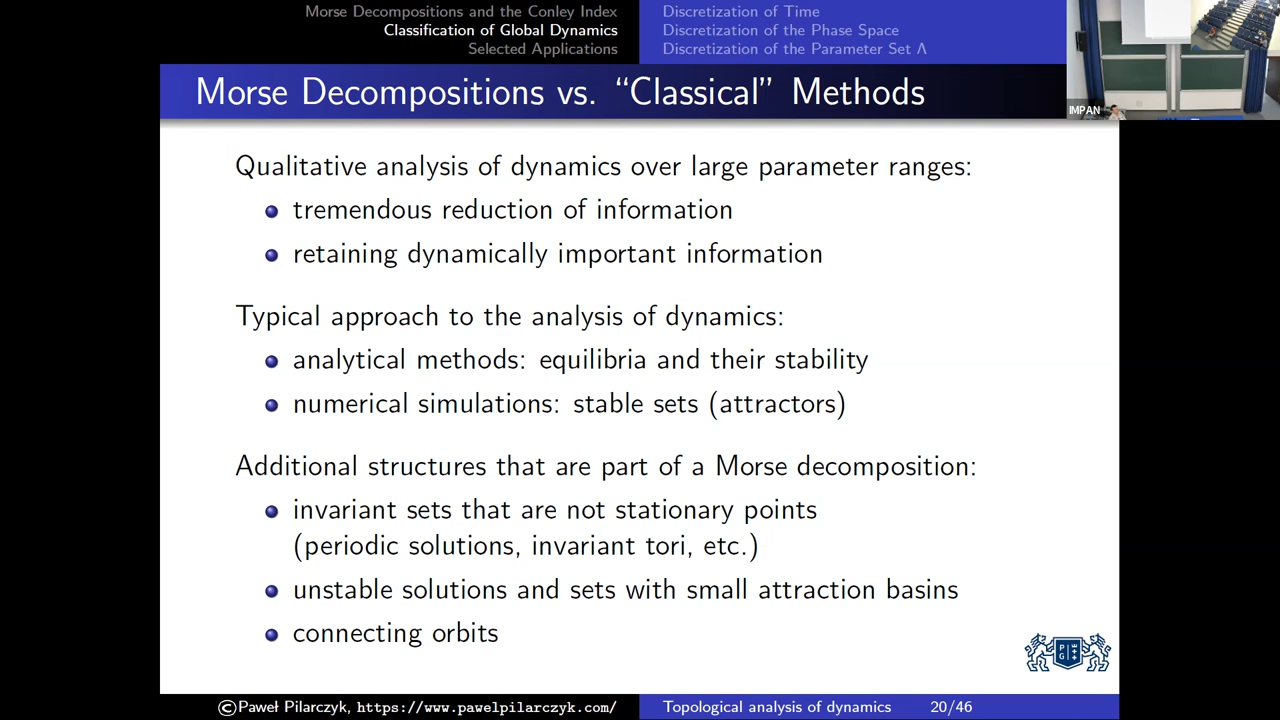 Morse Decompositions and the Conley Index
Classification of Global Dynamics
Selected Applications
Discretization of Time
Discretization of the Phase Space
Discretization of the Parameter Set Λ
Morse Decompositions vs. “Classical” Methods
IMPAN
Qualitative analysis of dynamics over large parameter ranges:
tremendous reduction of information
retaining dynamically important information
Typical approach to the analysis of dynamics:
analytical methods: equilibria and their stability
numerical simulations: stable sets (attractors)
Additional structures that are part of a Morse decomposition:
invariant sets that are not stationary points
(periodic solutions, invariant tori, etc.)
unstable solutions and sets with small attraction basins
connecting orbits
P
G
©Paweł Pilarczyk, https://www.pawelpilarczyk.com/
Topological analysis of dynamics
20/46